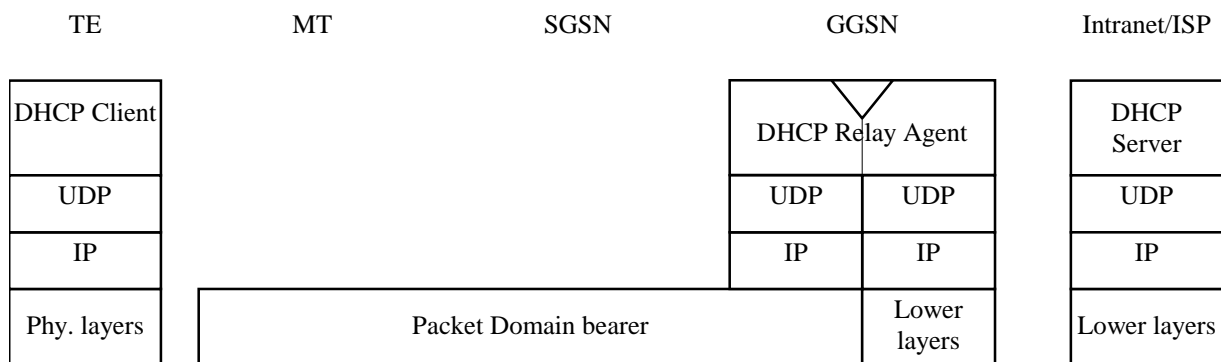 TE MT SGSN GGSN Intranet/ISP
DHCP Client
DHCP Relay Agent
DHCP
Server
UDP UDP UDP UDP
IP IP IP IP
Phy. layers Packet Domain bearer Lower
layers Lower layers